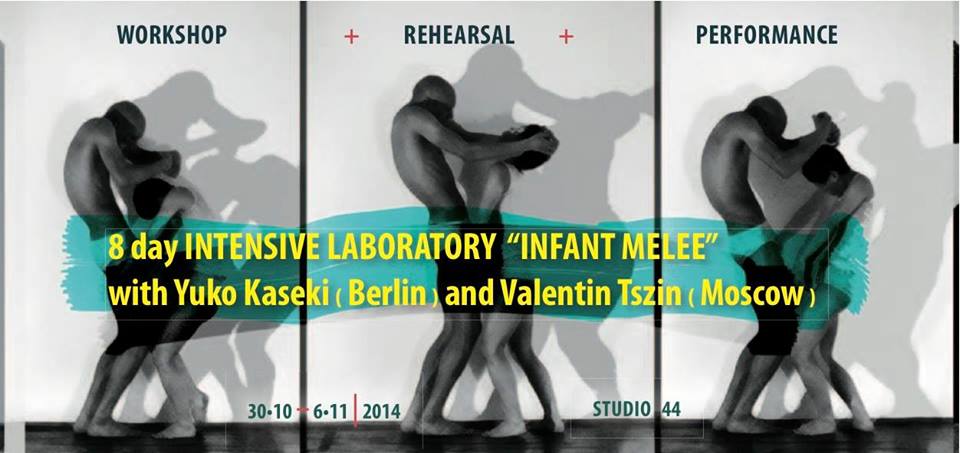 WORKSHOP + REHEARSAL + PERFORMANCE
8 day INTENSIVE LABORATORY “INFANT MELEE”
with Yuko Kaseki ( Berlin ) and Valentin Tszin ( Moscow )
30•10 – 6•11 | 2014 STUDIO 44